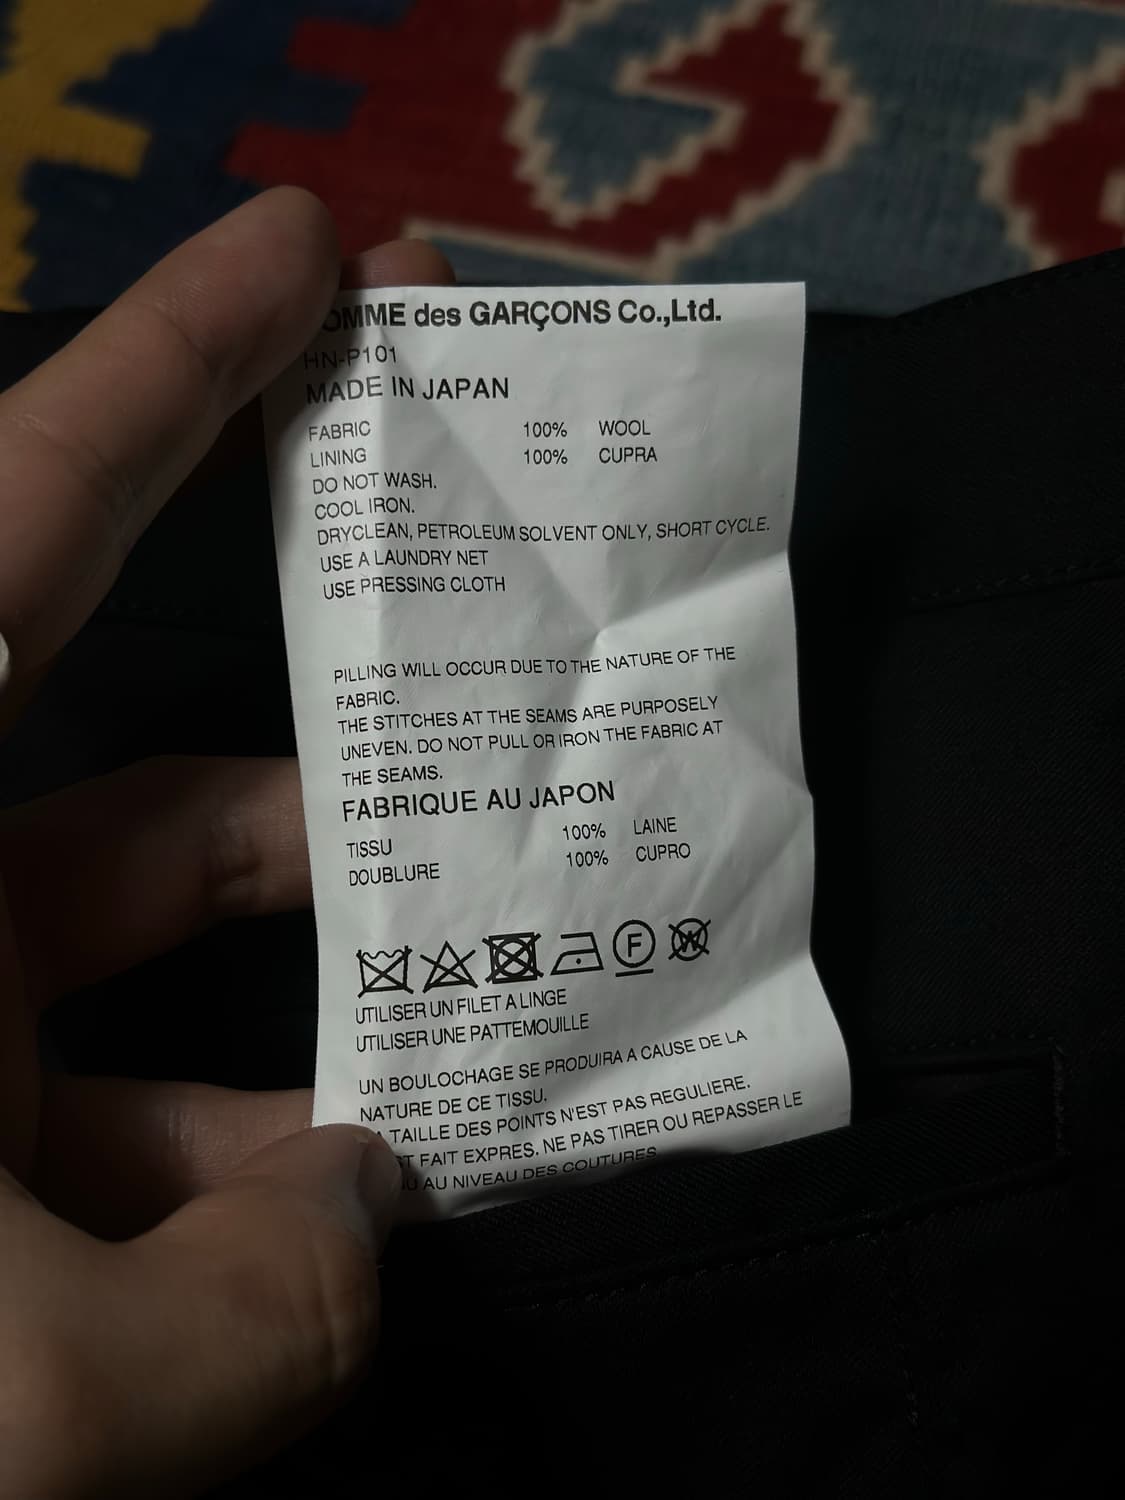 COMME des GARÇONS Co.,Ltd.
HN-P101
MADE IN JAPAN
FABRIC 100% WOOL
LINING 100% CUPRA
DO NOT WASH.
COOL IRON.
DRYCLEAN, PETROLEUM SOLVENT ONLY, SHORT CYCLE.
USE A LAUNDRY NET
USE PRESSING CLOTH
PILLING WILL OCCUR DUE TO THE NATURE OF THE
FABRIC.
THE STITCHES AT THE SEAMS ARE PURPOSELY
UNEVEN. DO NOT PULL OR IRON THE FABRIC AT
THE SEAMS.
FABRIQUE AU JAPON
TISSU 100% LAINE
DOUBLURE 100% CUPRO
F W
UTILISER UN FILET A LINGE
UTILISER UNE PATTEMOUILLE
UN BOULOCHAGE SE PRODUIRA A CAUSE DE LA
NATURE DE CE TISSU.
TAILLE DES POINTS N'EST PAS REGULIERE.
FAIT EXPRES. NE PAS TIRER OU REPASSER LE
AU NIVEAU DES COUTURES